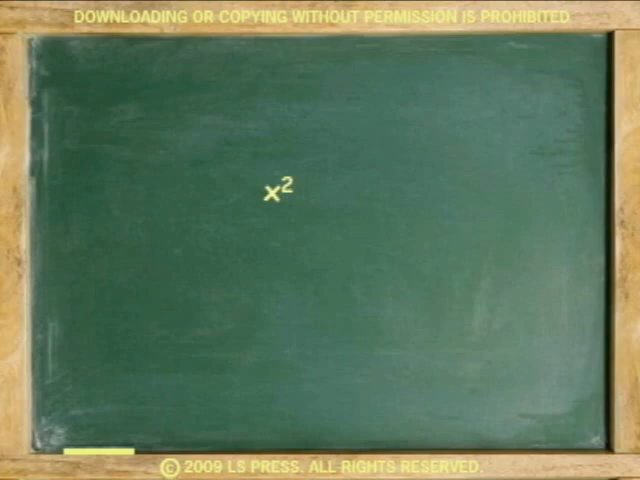 DOWNLOADING OR COPYING WITHOUT PERMISSION IS PROHIBITED
x²
© 2009 LS PRESS. ALL RIGHTS RESERVED.